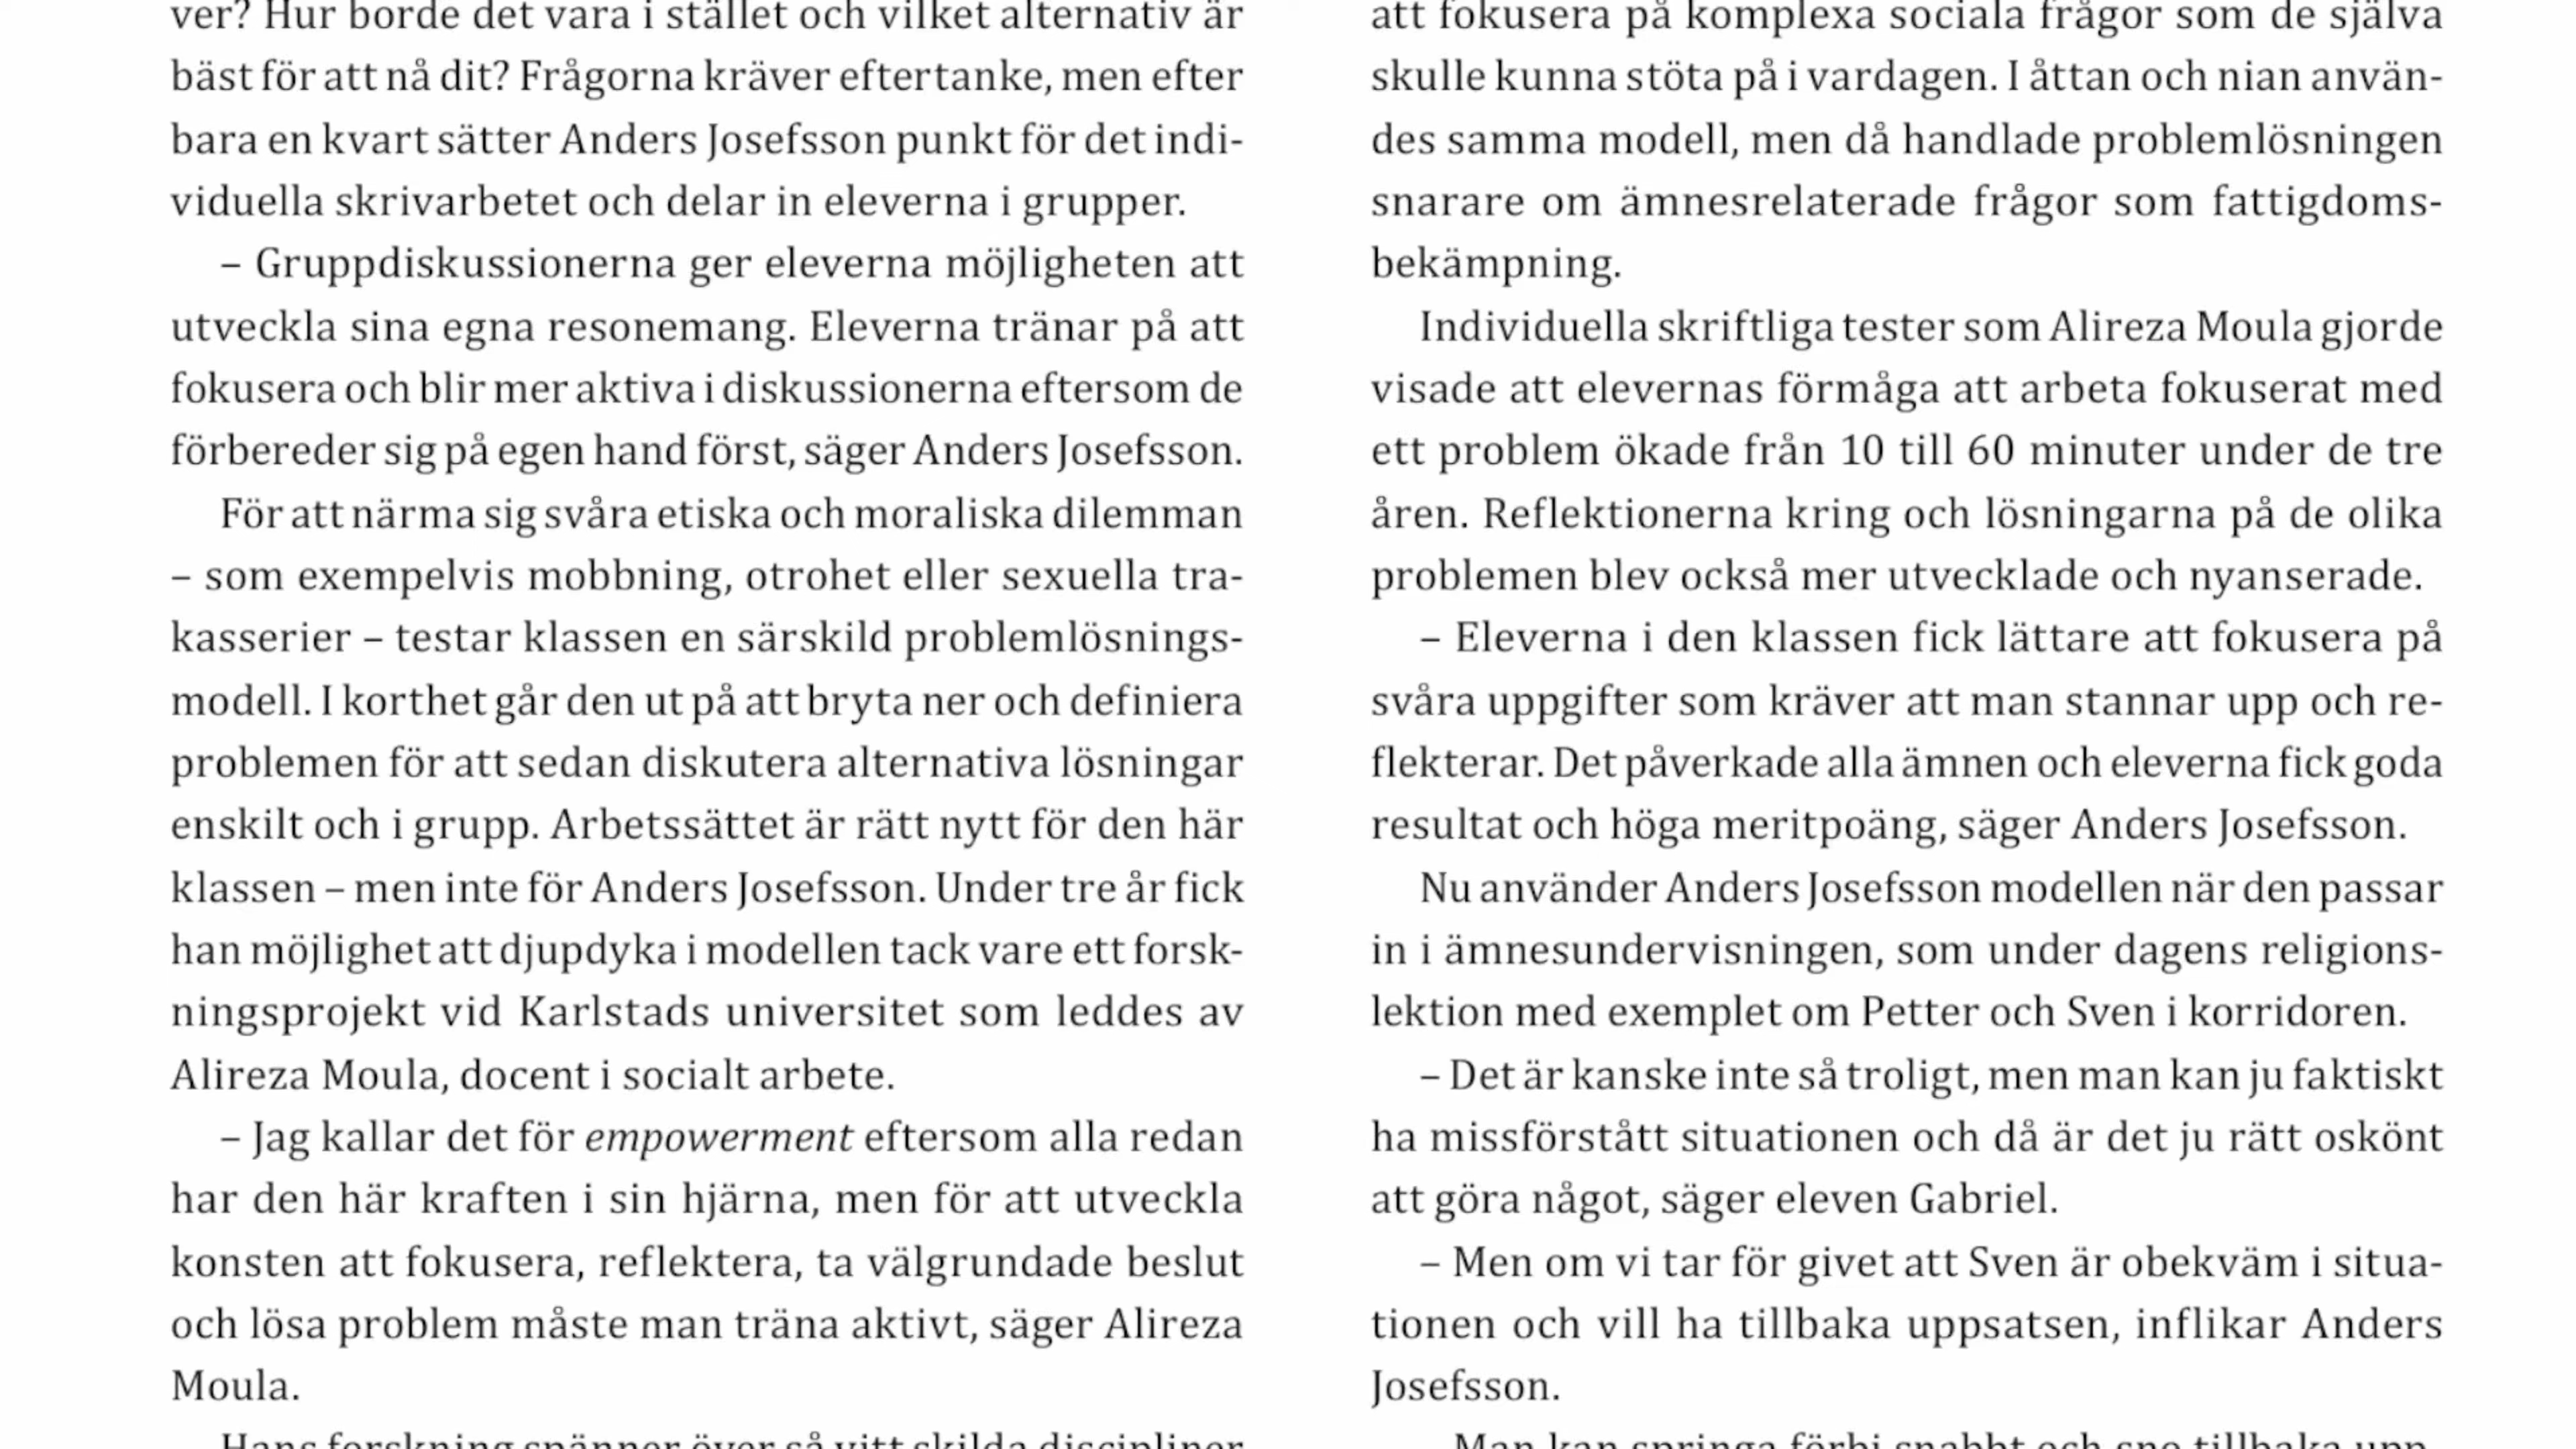 ver? Hur borde det vara i stället och vilket alternativ är
bäst för att nå dit? Frågorna kräver eftertanke, men efter
bara en kvart sätter Anders Josefsson punkt för det indi-
viduella skrivarbetet och delar in eleverna i grupper.
– Gruppdiskussionerna ger eleverna möjligheten att
utveckla sina egna resonemang. Eleverna tränar på att
fokusera och blir mer aktiva i diskussionerna eftersom de
förbereder sig på egen hand först, säger Anders Josefsson.
För att närma sig svåra etiska och moraliska dilemman
– som exempelvis mobbning, otrohet eller sexuella tra-
kasserier – testar klassen en särskild problemlösnings-
modell. I korthet går den ut på att bryta ner och definiera
problemen för att sedan diskutera alternativa lösningar
enskilt och i grupp. Arbetssättet är rätt nytt för den här
klassen – men inte för Anders Josefsson. Under tre år fick
han möjlighet att djupdyka i modellen tack vare ett forsk-
ningsprojekt vid Karlstads universitet som leddes av
Alireza Moula, docent i socialt arbete.
– Jag kallar det för empowerment eftersom alla redan
har den här kraften i sin hjärna, men för att utveckla
konsten att fokusera, reflektera, ta välgrundade beslut
och lösa problem måste man träna aktivt, säger Alireza
Moula.
Hans forskning spänner över så vitt skilda discipliner
att fokusera på komplexa sociala frågor som de själva
skulle kunna stöta på i vardagen. I åttan och nian använ-
des samma modell, men då handlade problemlösningen
snarare om ämnesrelaterade frågor som fattigdoms-
bekämpning.
Individuella skriftliga tester som Alireza Moula gjorde
visade att elevernas förmåga att arbeta fokuserat med
ett problem ökade från 10 till 60 minuter under de tre
åren. Reflektionerna kring och lösningarna på de olika
problemen blev också mer utvecklade och nyanserade.
– Eleverna i den klassen fick lättare att fokusera på
svåra uppgifter som kräver att man stannar upp och re-
flekterar. Det påverkade alla ämnen och eleverna fick goda
resultat och höga meritpoäng, säger Anders Josefsson.
Nu använder Anders Josefsson modellen när den passar
in i ämnesundervisningen, som under dagens religions-
lektion med exemplet om Petter och Sven i korridoren.
– Det är kanske inte så troligt, men man kan ju faktiskt
ha missförstått situationen och då är det ju rätt oskönt
att göra något, säger eleven Gabriel.
– Men om vi tar för givet att Sven är obekväm i situa-
tionen och vill ha tillbaka uppsatsen, inflikar Anders
Josefsson.
Man kan springa förbi snabbt och sno tillbaka upp-